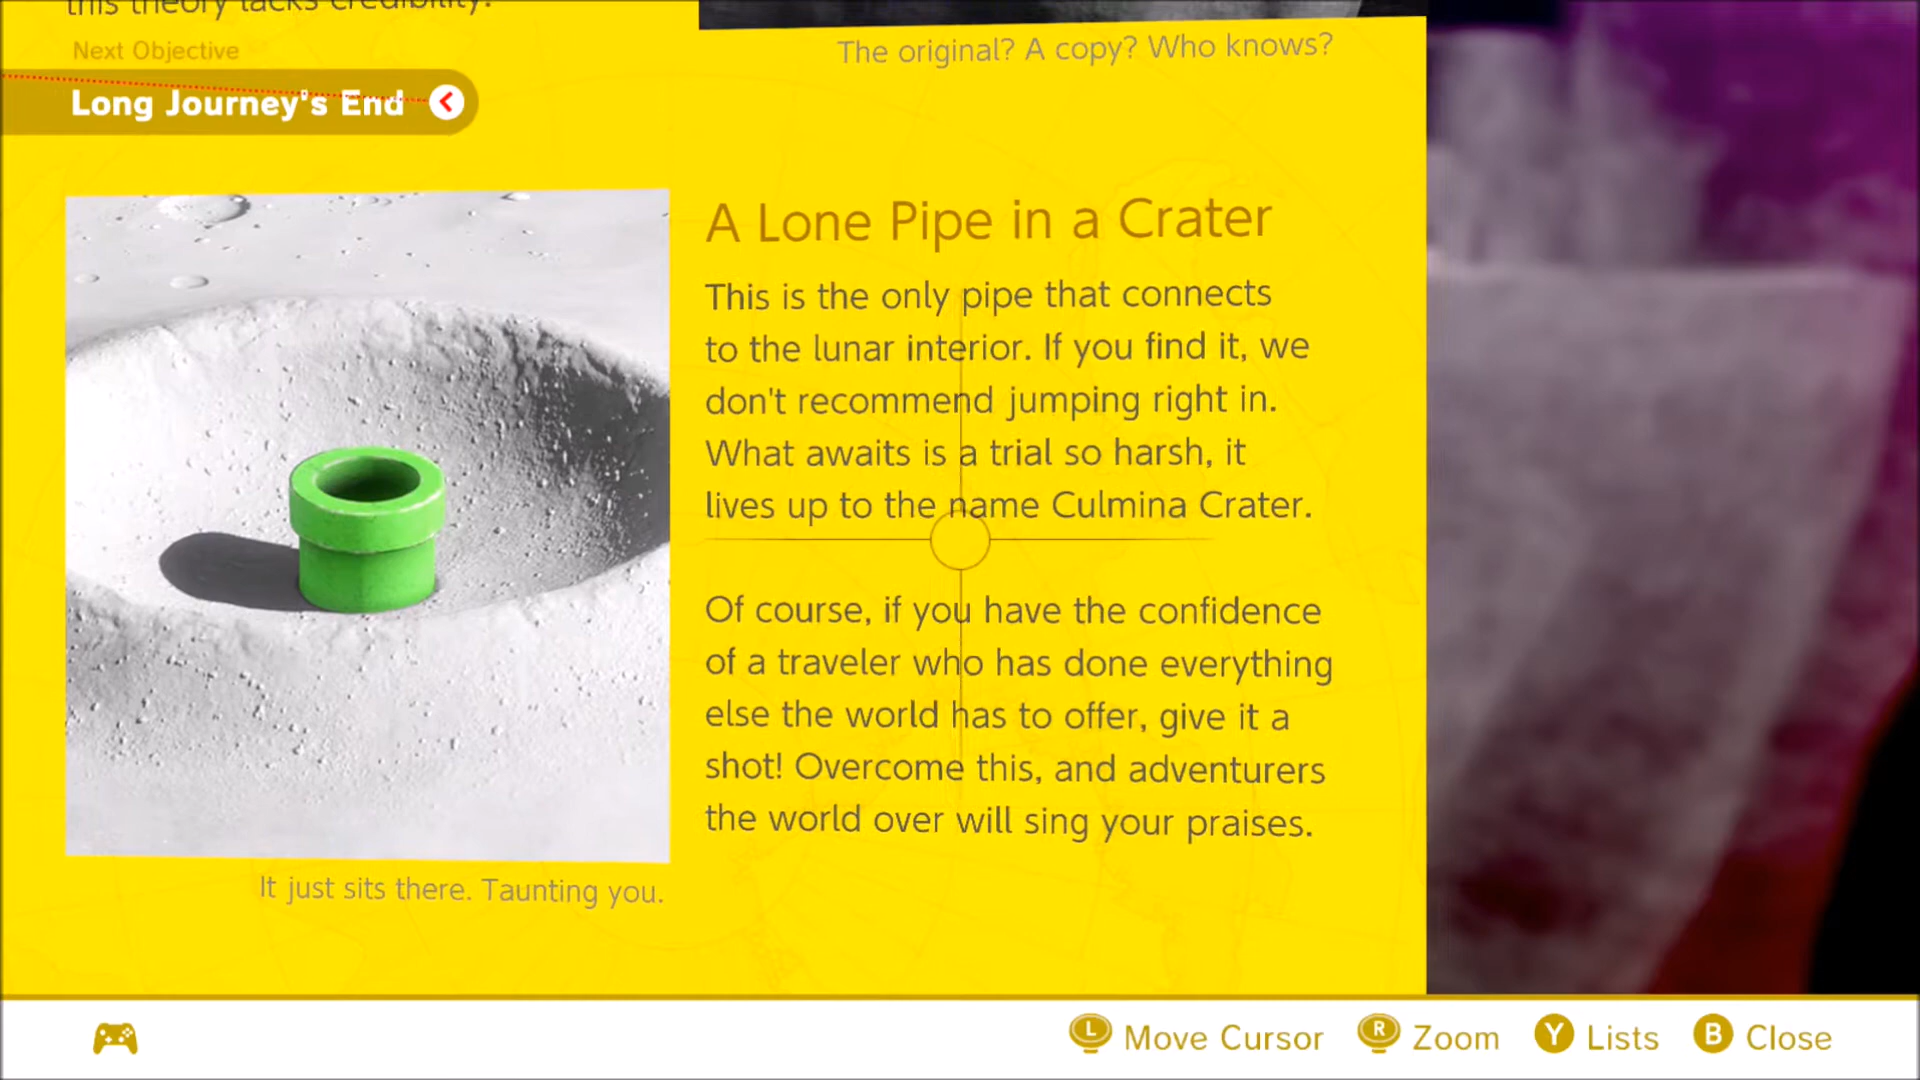 this theory lacks credibility.
Next Objective
Long Journey's End
The original? A copy? Who knows?
A Lone Pipe in a Crater
This is the only pipe that connects
to the lunar interior. If you find it, we
don't recommend jumping right in.
What awaits is a trial so harsh, it
lives up to the name Culmina Crater.
Of course, if you have the confidence
of a traveler who has done everything
else the world has to offer, give it a
shot! Overcome this, and adventurers
the world over will sing your praises.
It just sits there. Taunting you.
L Move Cursor R Zoom Y Lists B Close